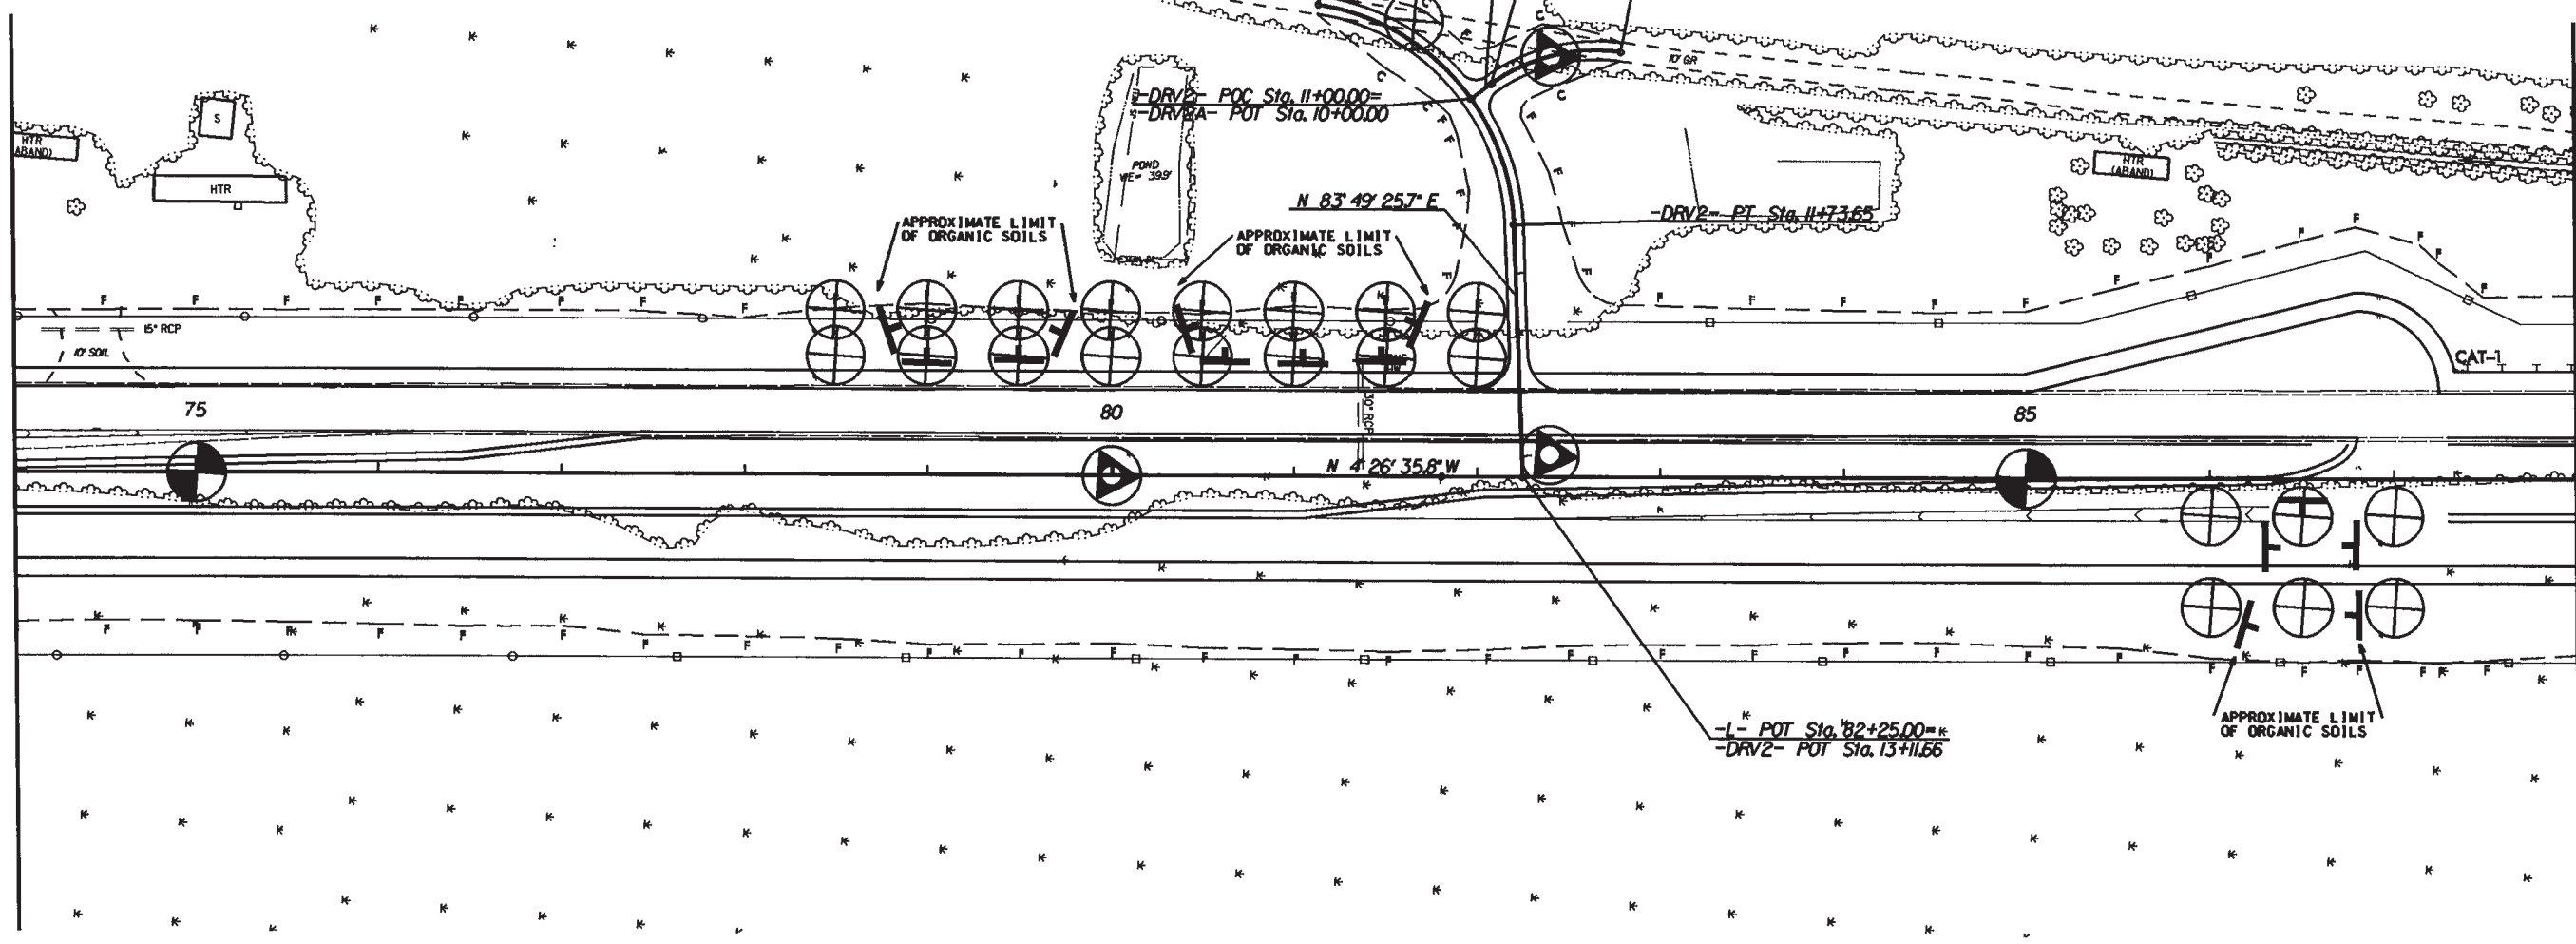 -DRV2- POC Sta. 11+00.00=
-DRV2A- POT Sta. 10+00.00
10' GR
S
HTR
(ABAND)
HTR
POND
WE= 39.9'
HTR
(ABAND)
N 83° 49' 25.7" E
-DRV2- PT Sta. 11+73.65
APPROXIMATE LIMIT
OF ORGANIC SOILS
APPROXIMATE LIMIT
OF ORGANIC SOILS
15" RCP
10' SOIL
CAT-1
30" RCP
75
80
85
N 4° 26' 35.8" W
-L- POT Sta. 82+25.00=
-DRV2- POT Sta. 13+11.66
APPROXIMATE LIMIT
OF ORGANIC SOILS